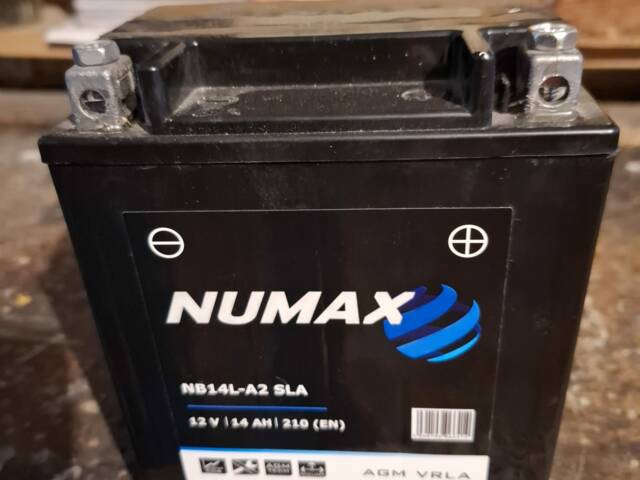 NUMAX
NB14L-A2 SLA
12 V | 14 AH | 210 (EN)
AGM VRLA